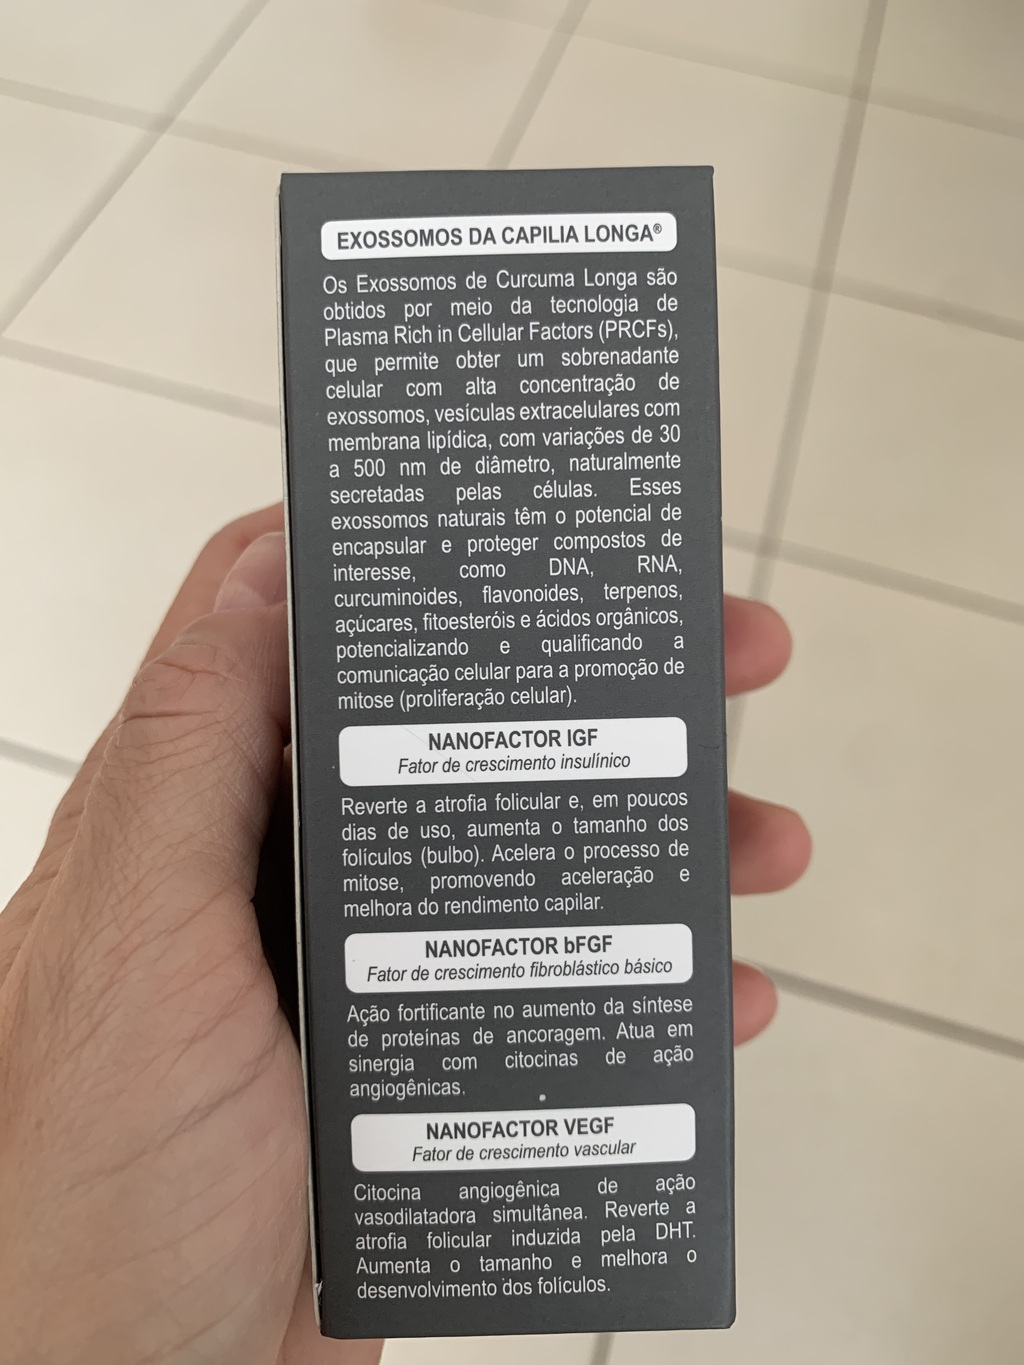 EXOSSOMOS DA CAPILIA LONGA®
Os Exossomos de Curcuma Longa são
obtidos por meio da tecnologia de
Plasma Rich in Cellular Factors (PRCFs),
que permite obter um sobrenadante
celular com alta concentração de
exossomos, vesículas extracelulares com
membrana lipídica, com variações de 30
a 500 nm de diâmetro, naturalmente
secretadas pelas células. Esses
exossomos naturais têm o potencial de
encapsular e proteger compostos de
interesse, como DNA, RNA,
curcuminoides, flavonoides, terpenos,
açúcares, fitoesteróis e ácidos orgânicos,
potencializando e qualificando a
comunicação celular para a promoção de
mitose (proliferação celular).
NANOFACTOR IGF
Fator de crescimento insulínico
Reverte a atrofia folicular e, em poucos
dias de uso, aumenta o tamanho dos
folículos (bulbo). Acelera o processo de
mitose, promovendo aceleração e
melhora do rendimento capilar.
NANOFACTOR bFGF
Fator de crescimento fibroblástico básico
Ação fortificante no aumento da síntese
de proteínas de ancoragem. Atua em
sinergia com citocinas de ação
angiogênicas.
NANOFACTOR VEGF
Fator de crescimento vascular
Citocina angiogênica de ação
vasodilatadora simultânea. Reverte a
atrofia folicular induzida pela DHT.
Aumenta o tamanho e melhora o
desenvolvimento dos folículos.